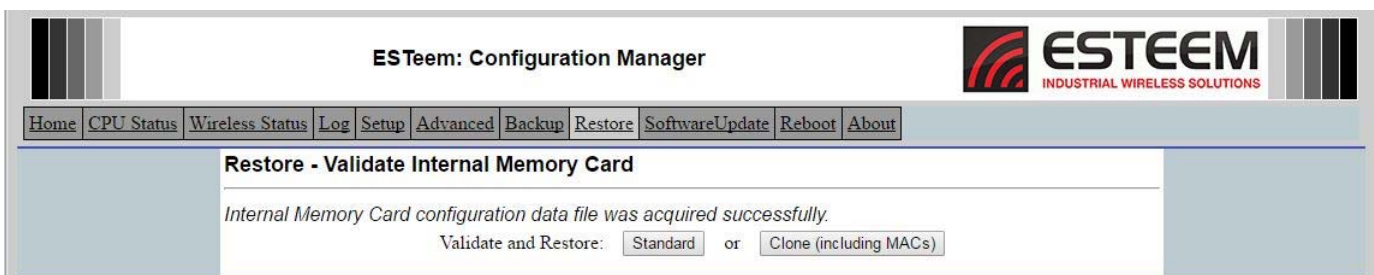 ESTeem: Configuration Manager
ESTEEM
INDUSTRIAL WIRELESS SOLUTIONS
Home CPU Status Wireless Status Log Setup Advanced Backup Restore SoftwareUpdate Reboot About
Restore - Validate Internal Memory Card
Internal Memory Card configuration data file was acquired successfully.
Validate and Restore: Standard or Clone (including MACs)